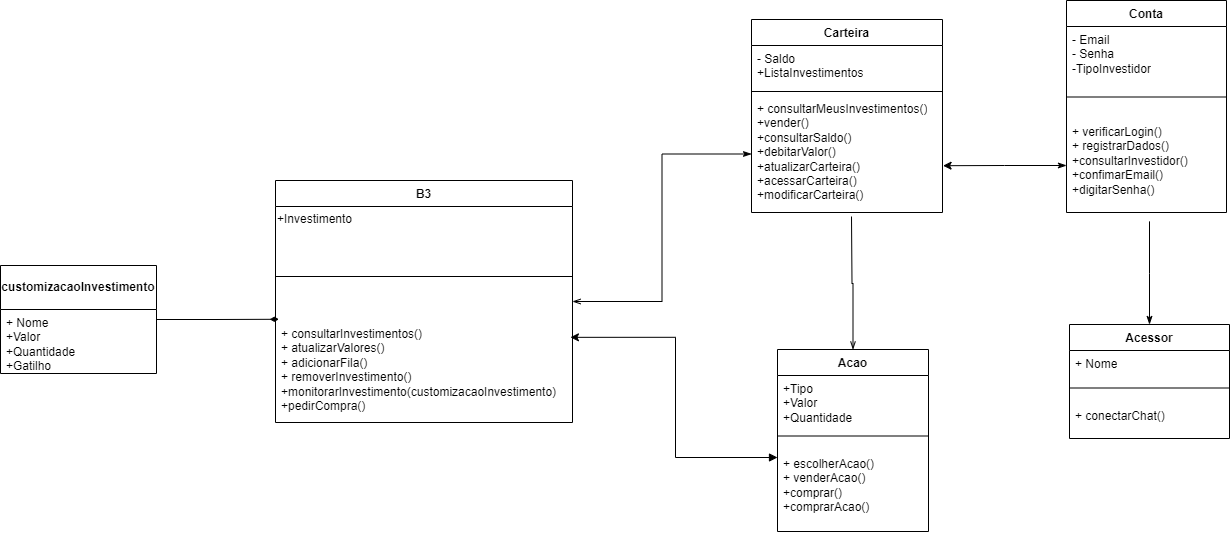 customizacaoInvestimento
+ Nome
+Valor
+Quantidade
+Gatilho
B3
+Investimento
+ consultarInvestimentos()
+ atualizarValores()
+ adicionarFila()
+ removerInvestimento()
+monitorarInvestimento(customizacaoInvestimento)
+pedirCompra()
Carteira
- Saldo
+ListaInvestimentos
+ consultarMeusInvestimentos()
+vender()
+consultarSaldo()
+debitarValor()
+atualizarCarteira()
+acessarCarteira()
+modificarCarteira()
Acao
+Tipo
+Valor
+Quantidade
+ escolherAcao()
+ venderAcao()
+comprar()
+comprarAcao()
Conta
- Email
- Senha
-TipoInvestidor
+ verificarLogin()
+ registrarDados()
+consultarInvestidor()
+confimarEmail()
+digitarSenha()
Acessor
+ Nome
+ conectarChat()